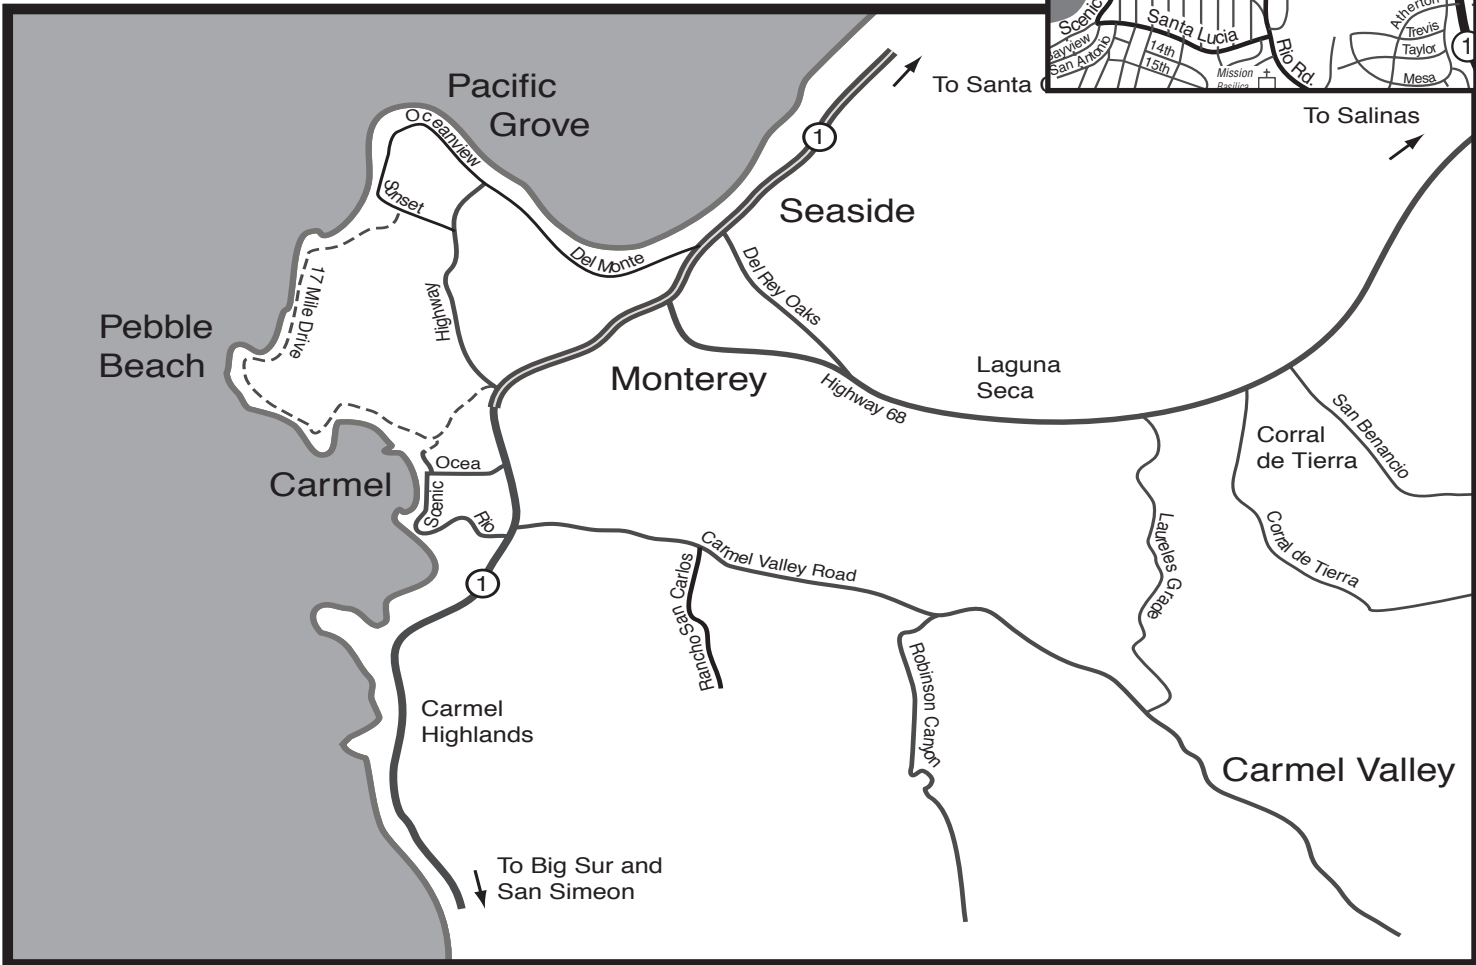 Atherton
Scenic
Santa Lucia
Trevis
1
Bayview
14th
Rio Rd.
Taylor
San Antonio
15th
Mission
Basilica
Mesa
Pacific
Grove
To Santa
To Salinas
Oceanview
1
Sunset
Seaside
Del Monte
Del Rey Oaks
17 Mile Drive
Highway
Pebble
Beach
Monterey
Laguna
Seca
Highway 68
San Benancio
Corral
de Tierra
Ocea
Carmel
Scenic
Rio
Corral de Tierra
Laureles Grade
Carmel Valley Road
1
Rancho San Carlos
Robinson Canyon
Carmel
Highlands
Carmel Valley
To Big Sur and
San Simeon